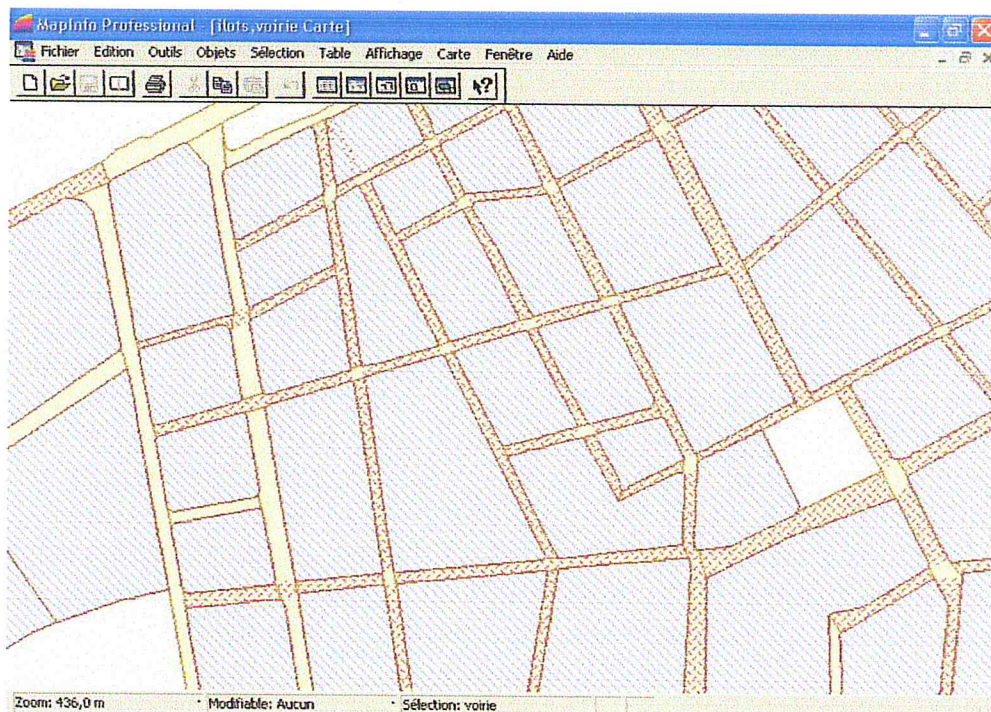 MapInfo Professional - [ilots,voirie Carte]
Fichier Edition Outils Objets Sélection Table Affichage Carte Fenêtre Aide
Zoom: 436,0 m Modifiable: Aucun Sélection: voirie